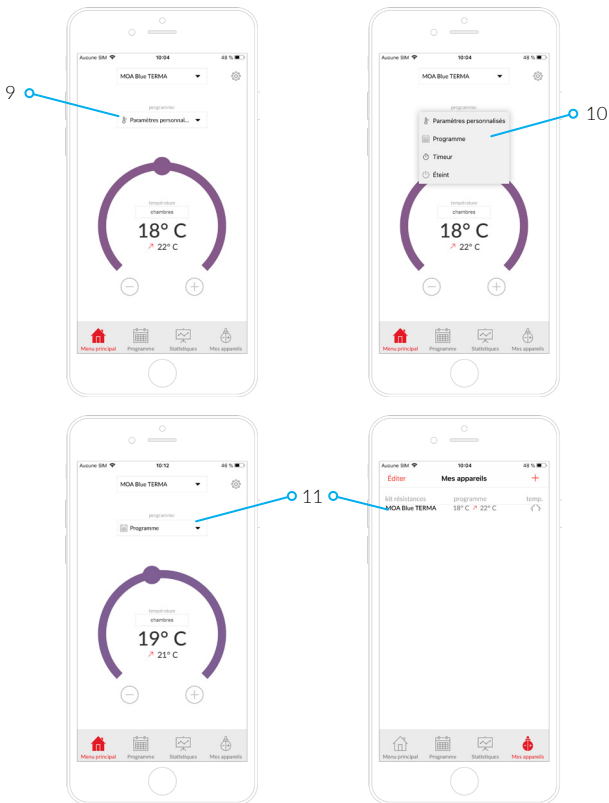 Aucune SIM 10:04 48 %
MOA Blue TERMA
9
programme
Paramètres personnal...
température
chambres
18° C
↗ 22° C
− +
Menu principal Programme Statistiques Mes appareils
Aucune SIM 10:04 48 %
MOA Blue TERMA
programme
10
Paramètres personnalisés
Programme
Timeur
Éteint
température
chambres
18° C
↗ 22° C
− +
Menu principal Programme Statistiques Mes appareils
Aucune SIM 10:12 46 %
MOA Blue TERMA
11
programme
Programme
température
chambres
19° C
↗ 21° C
− +
Menu principal Programme Statistiques Mes appareils
Aucune SIM 10:04 48 %
Éditer Mes appareils +
kit résistances programme temp.
MOA Blue TERMA 18° C ↗ 22° C
Menu principal Programme Statistiques Mes appareils